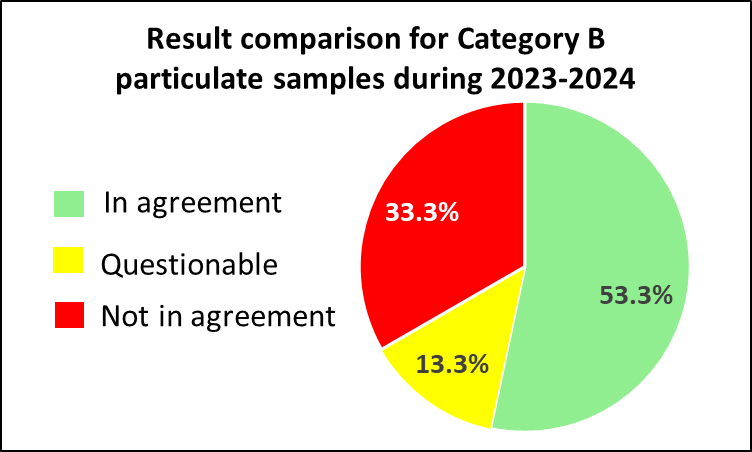 Result comparison for Category B
particulate samples during 2023-2024
In agreement
Questionable
Not in agreement
33.3%
53.3%
13.3%